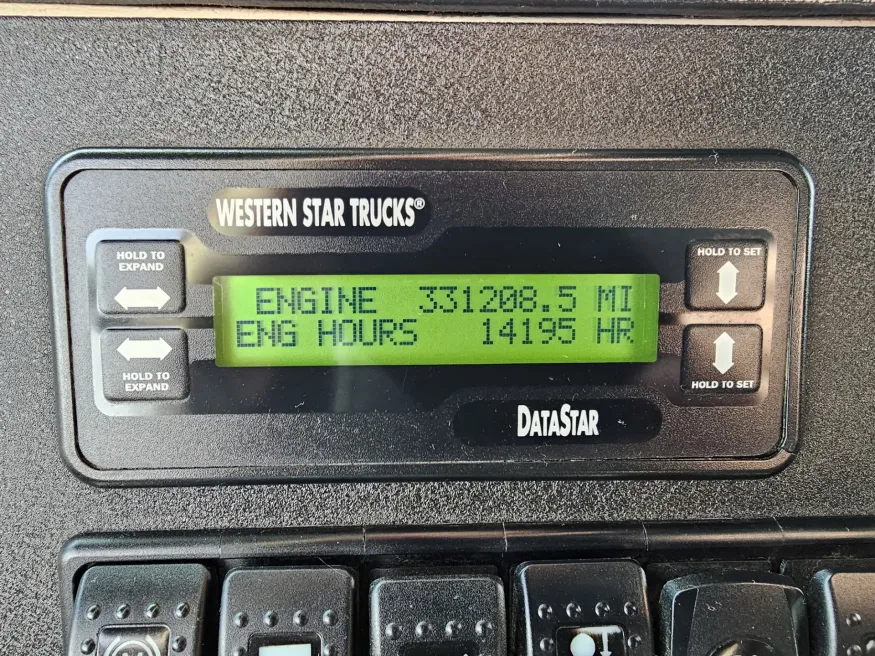 WESTERN STAR TRUCKS®
HOLD TO
EXPAND
HOLD TO SET
ENGINE 331208.5 MI
ENG HOURS 14195 HR
HOLD TO
EXPAND
HOLD TO SET
DATASTAR